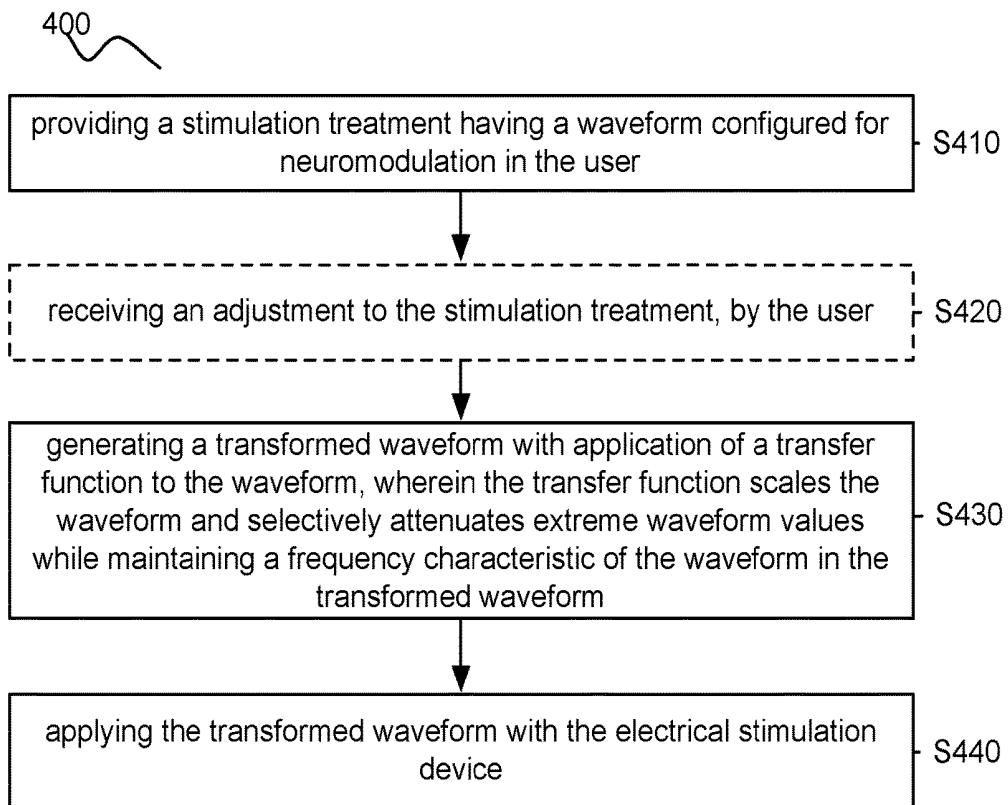 400
providing a stimulation treatment having a waveform configured for
neuromodulation in the user
S410
receiving an adjustment to the stimulation treatment, by the user
S420
generating a transformed waveform with application of a transfer
function to the waveform, wherein the transfer function scales the
waveform and selectively attenuates extreme waveform values
while maintaining a frequency characteristic of the waveform in the
transformed waveform
S430
applying the transformed waveform with the electrical stimulation
device
S440